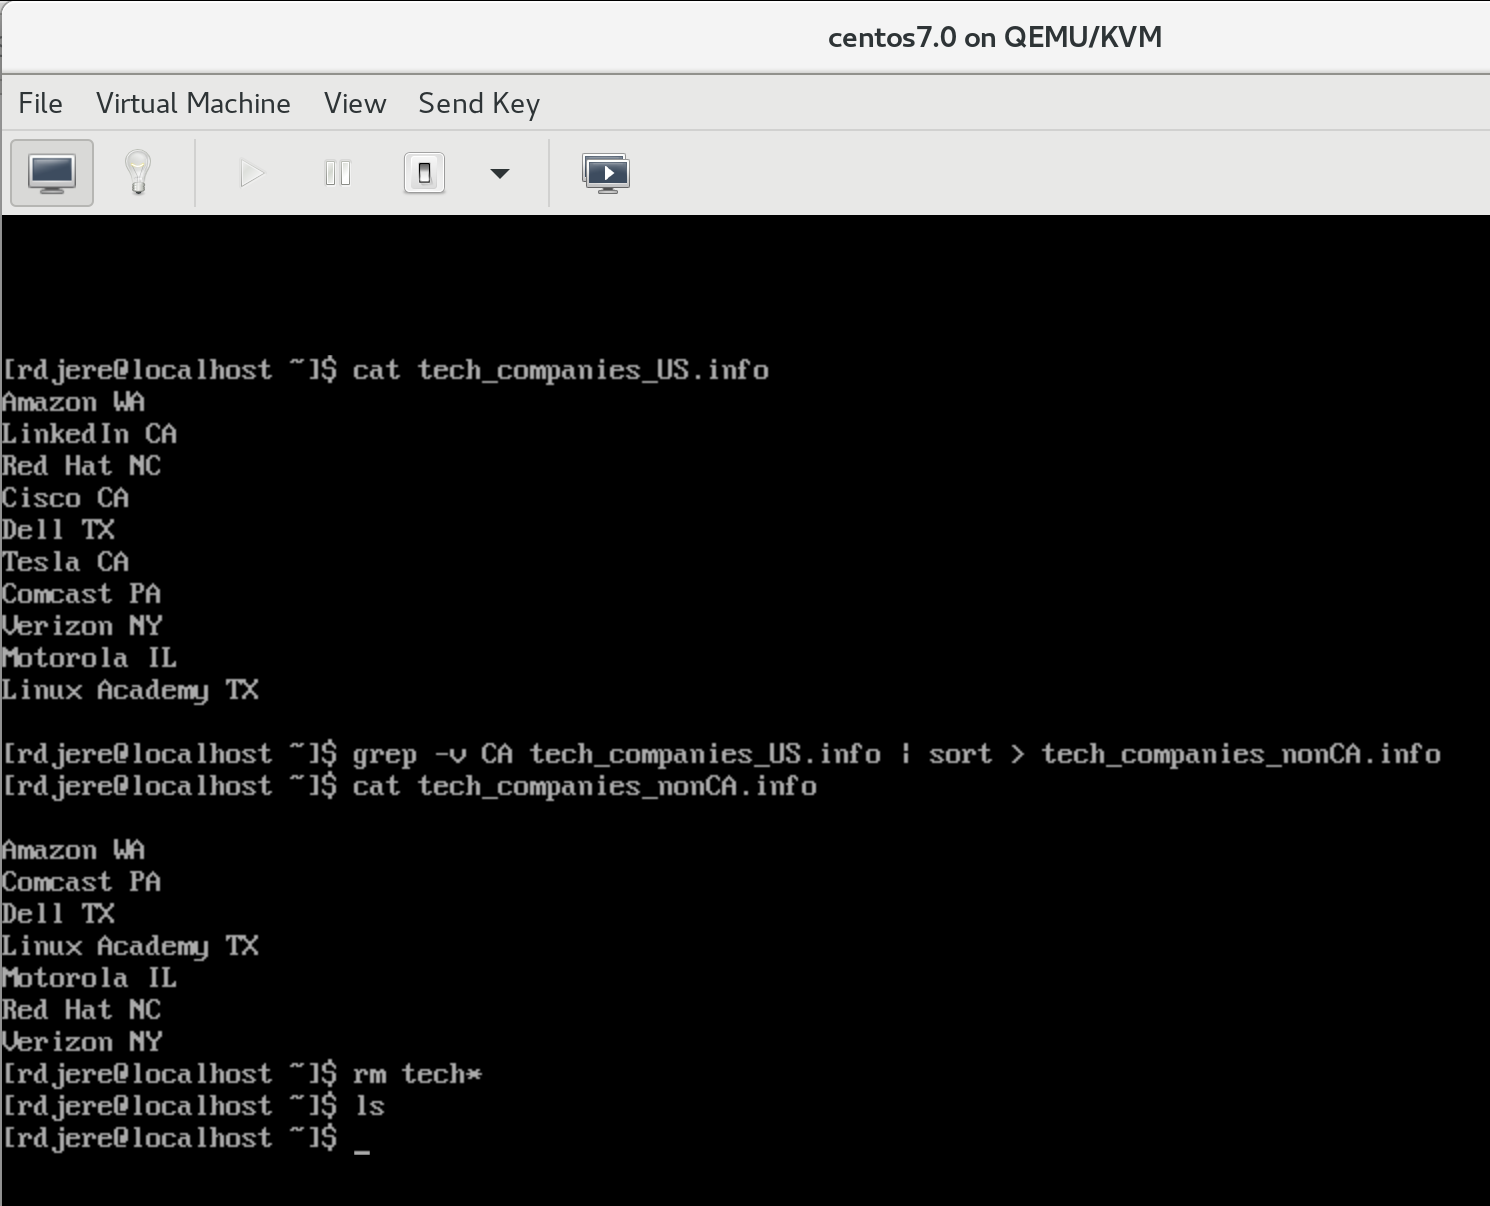 centos7.0 on QEMU/KVM
File Virtual Machine View Send Key
[rdjere@localhost ~]$ cat tech_companies_US.info
Amazon WA
LinkedIn CA
Red Hat NC
Cisco CA
Dell TX
Tesla CA
Comcast PA
Verizon NY
Motorola IL
Linux Academy TX
[rdjere@localhost ~]$ grep -v CA tech_companies_US.info | sort > tech_companies_nonCA.info
[rdjere@localhost ~]$ cat tech_companies_nonCA.info
Amazon WA
Comcast PA
Dell TX
Linux Academy TX
Motorola IL
Red Hat NC
Verizon NY
[rdjere@localhost ~]$ rm tech*
[rdjere@localhost ~]$ ls
[rdjere@localhost ~]$ _